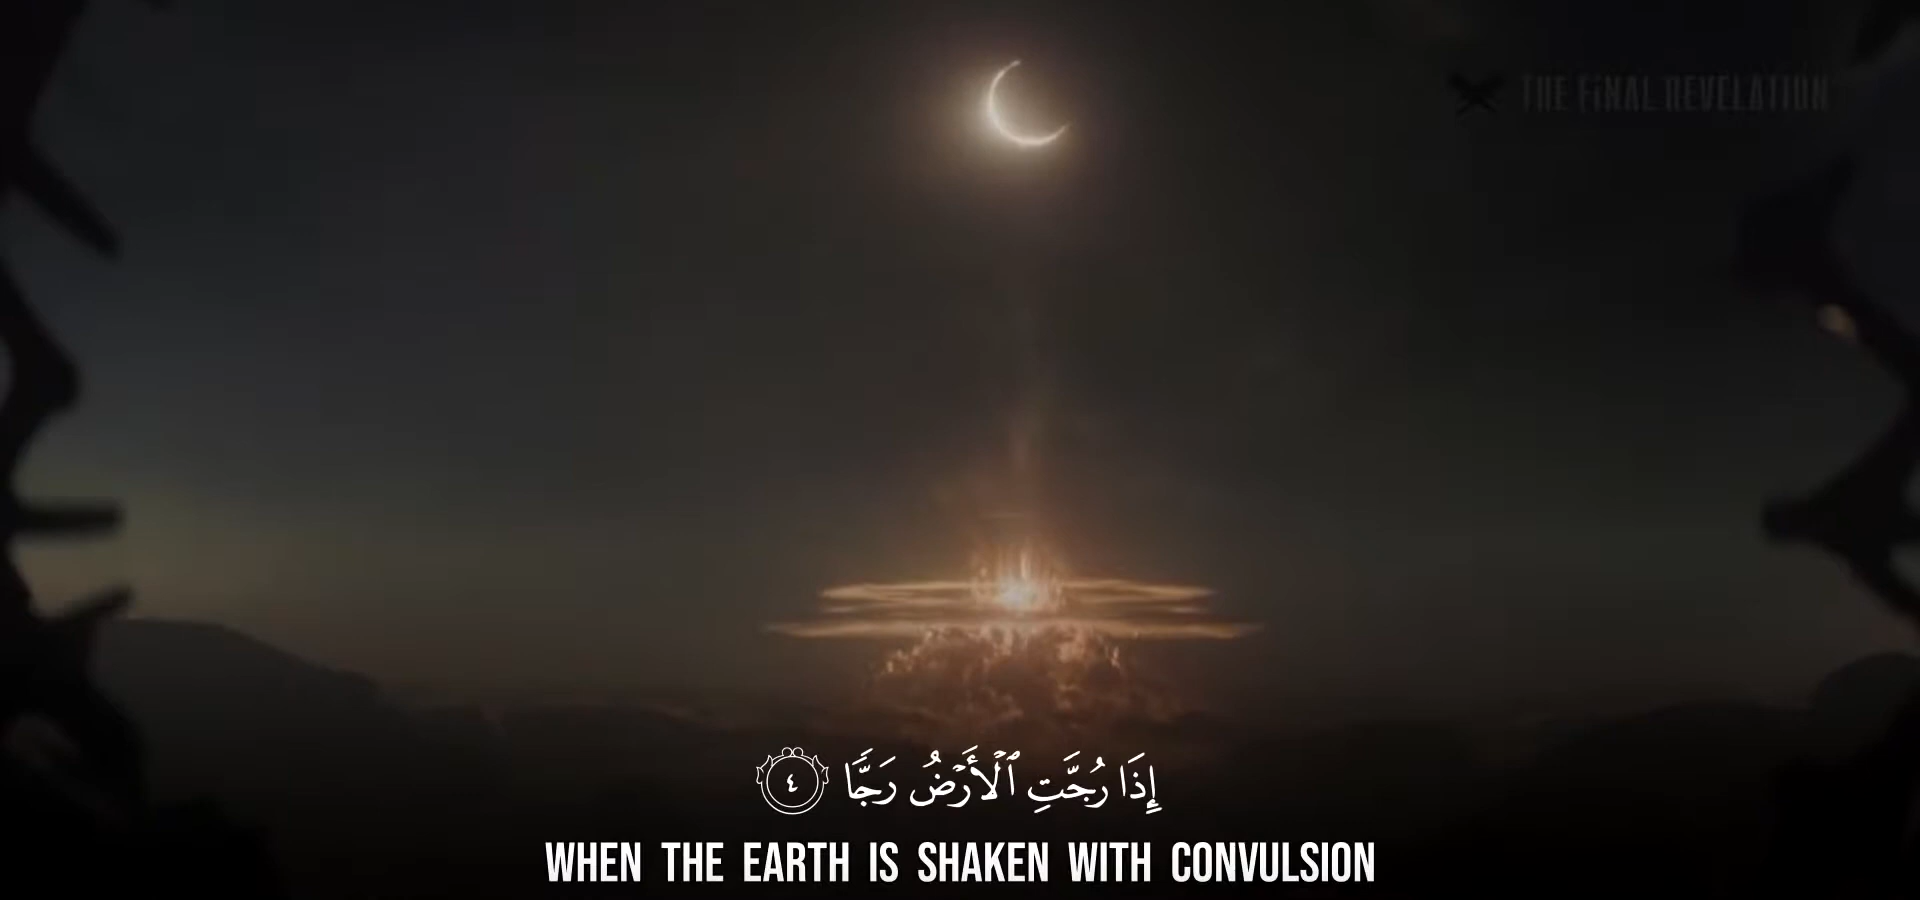 THE FINAL REVELATION
إِذَا رُجَّتِ ٱلْأَرْضُ رَجًّا ٤
WHEN THE EARTH IS SHAKEN WITH CONVULSION